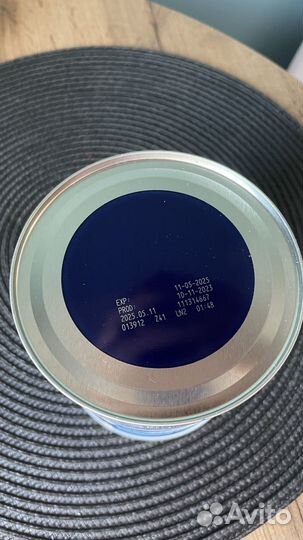 EXP: 11-05-2025
PROD: 10-11-2023
2025.05.11 111314667
013912 241 LN2 01:48
Avito